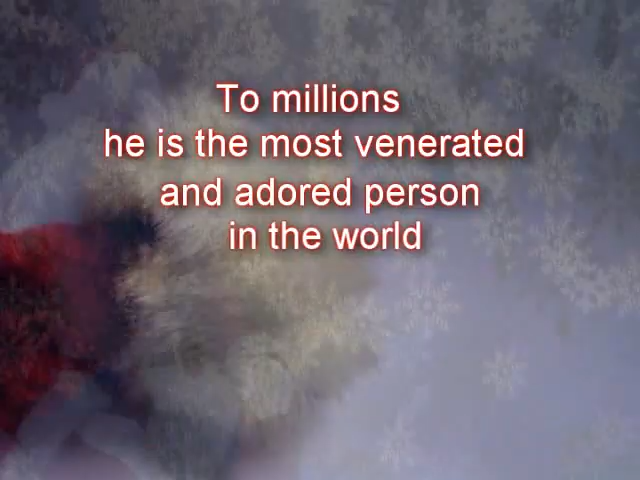 To millions
he is the most venerated
and adored person
in the world